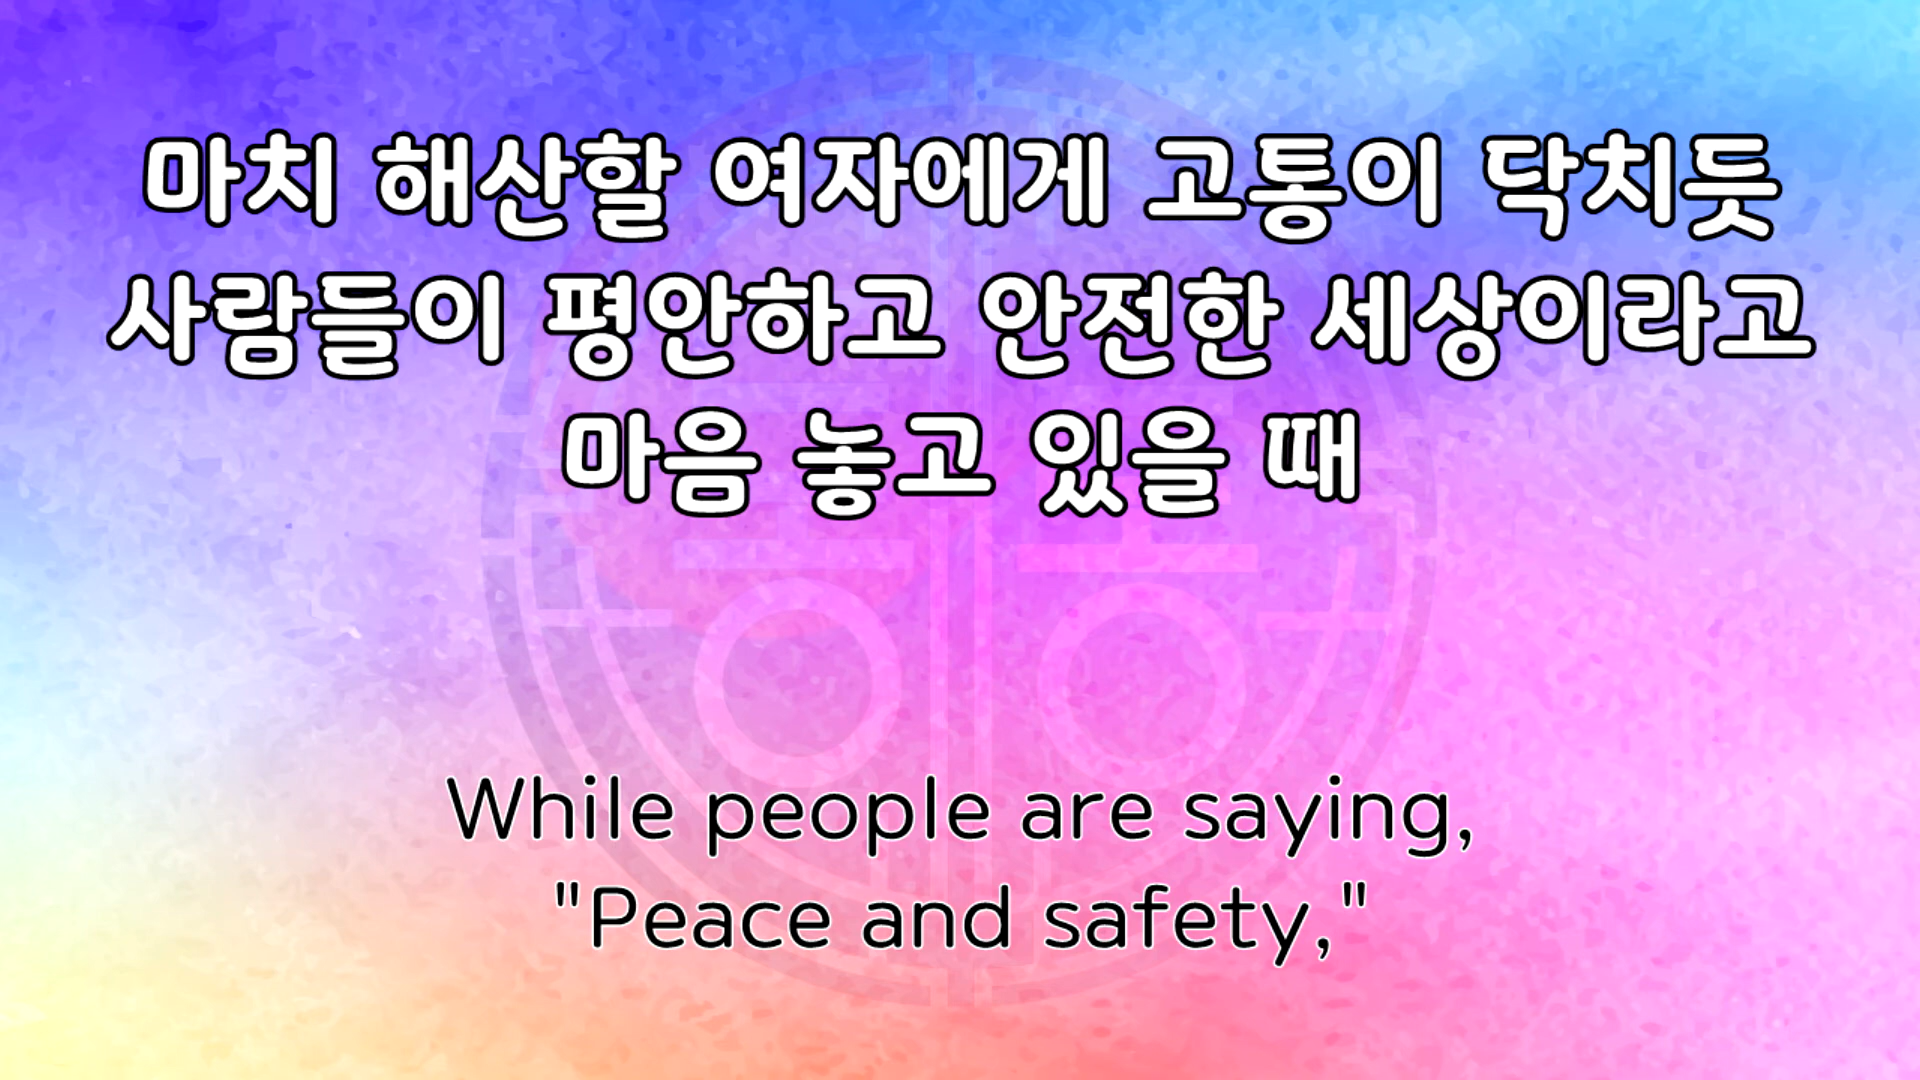 마치 해산할 여자에게 고통이 닥치듯
사람들이 평안하고 안전한 세상이라고
마음 놓고 있을 때
While people are saying,
"Peace and safety,"